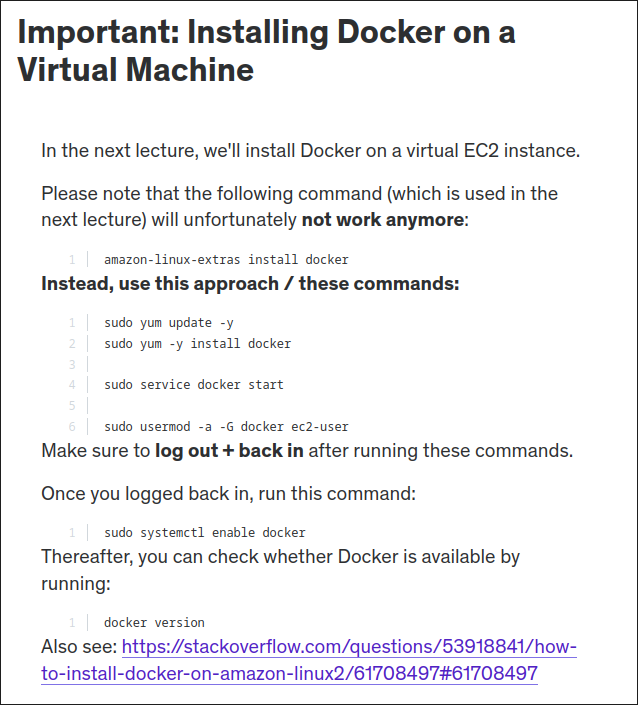 Important: Installing Docker on a
Virtual Machine
In the next lecture, we'll install Docker on a virtual EC2 instance.
Please note that the following command (which is used in the
next lecture) will unfortunately not work anymore:
1 amazon-linux-extras install docker
Instead, use this approach / these commands:
1 sudo yum update -y
2 sudo yum -y install docker
3
4 sudo service docker start
5
6 sudo usermod -a -G docker ec2-user
Make sure to log out + back in after running these commands.
Once you logged back in, run this command:
1 sudo systemctl enable docker
Thereafter, you can check whether Docker is available by
running:
1 docker version
Also see: https://stackoverflow.com/questions/53918841/how-
to-install-docker-on-amazon-linux2/61708497#61708497